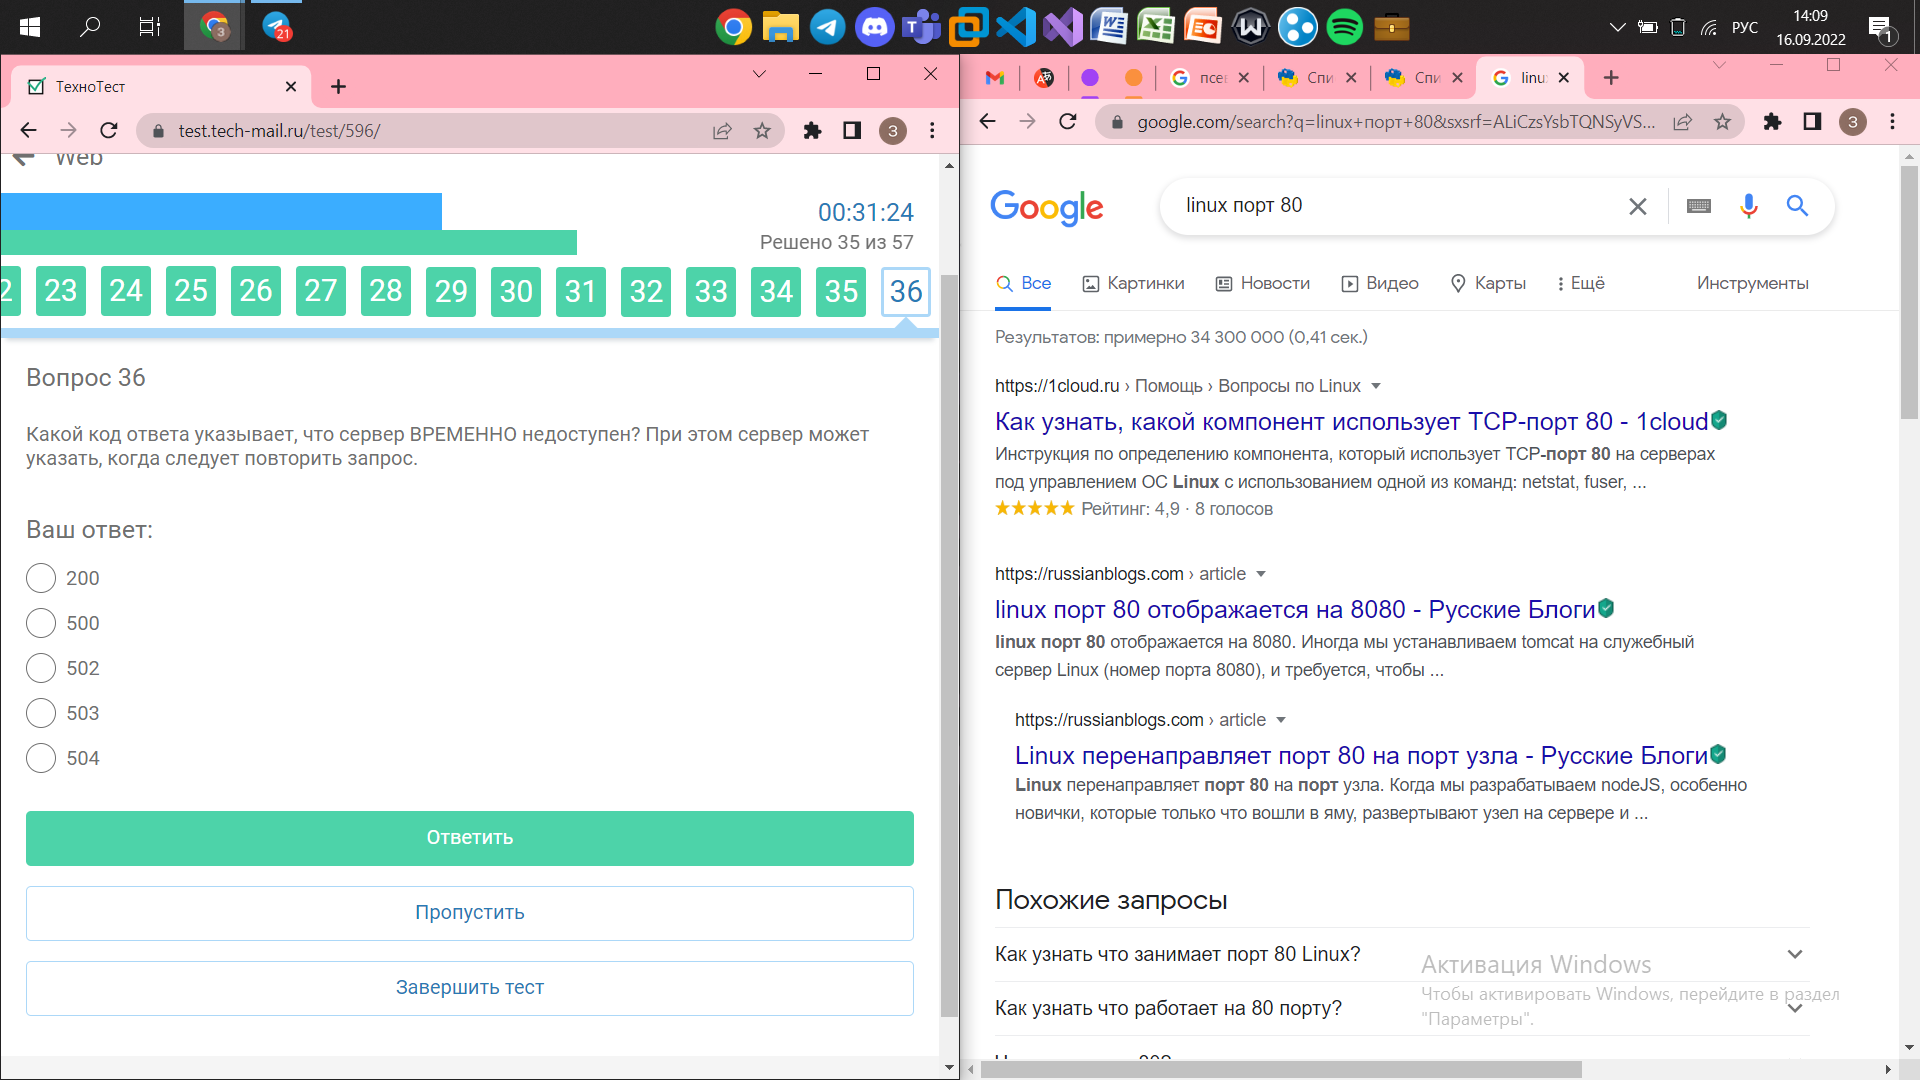 3
21
РУС
14:09
16.09.2022
1
ТехноТест
test.tech-mail.ru/test/596/
3
Web
00:31:24
Решено 35 из 57
2 23 24 25 26 27 28 29 30 31 32 33 34 35 36
Вопрос 36
Какой код ответа указывает, что сервер ВРЕМЕННО недоступен? При этом сервер может
указать, когда следует повторить запрос.
Ваш ответ:
200
500
502
503
504
Ответить
Пропустить
Завершить тест
псе
Спи
Спи
linu
google.com/search?q=linux+порт+80&sxsrf=ALiCzsYsbTQNSyVS...
3
Google
linux порт 80
Все Картинки Новости Видео Карты Ещё Инструменты
Результатов: примерно 34 300 000 (0,41 сек.)
https://1cloud.ru › Помощь › Вопросы по Linux
Как узнать, какой компонент использует TCP-порт 80 - 1cloud
Инструкция по определению компонента, который использует TCP-порт 80 на серверах
под управлением ОС Linux с использованием одной из команд: netstat, fuser, ...
Рейтинг: 4,9 · 8 голосов
https://russianblogs.com › article
linux порт 80 отображается на 8080 - Русские Блоги
linux порт 80 отображается на 8080. Иногда мы устанавливаем tomcat на служебный
сервер Linux (номер порта 8080), и требуется, чтобы ...
https://russianblogs.com › article
Linux перенаправляет порт 80 на порт узла - Русские Блоги
Linux перенаправляет порт 80 на порт узла. Когда мы разрабатываем nodeJS, особенно
новички, которые только что вошли в яму, развертывают узел на сервере и ...
Похожие запросы
Как узнать что занимает порт 80 Linux?
Как узнать что работает на 80 порту?
Активация Windows
Чтобы активировать Windows, перейдите в раздел
"Параметры".